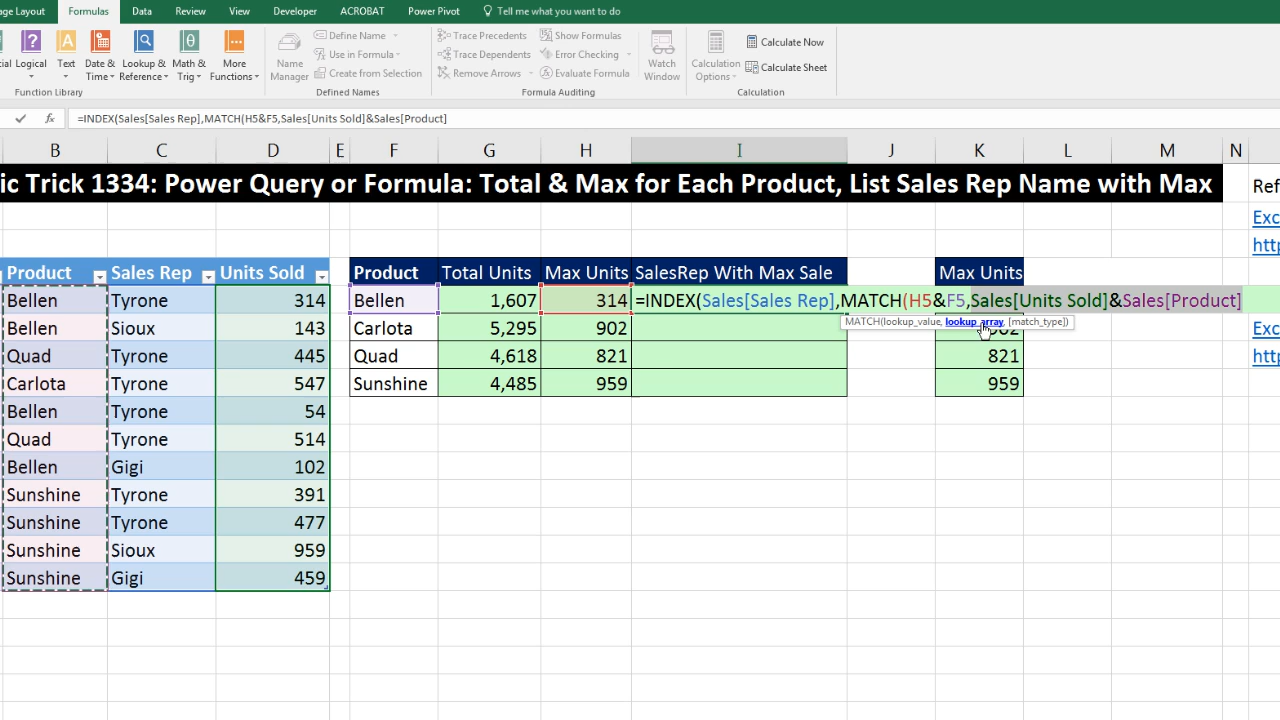 age Layout Formulas Data Review View Developer ACROBAT Power Pivot Tell me what you want to do
Logical Text Date & Time Lookup & Reference Math & Trig More Functions
Function Library
Name Manager
Define Name
Use in Formula
Create from Selection
Defined Names
Trace Precedents
Trace Dependents
Remove Arrows
Show Formulas
Error Checking
Evaluate Formula
Formula Auditing
Watch Window
Calculation Options
Calculate Now
Calculate Sheet
Calculation
fx =INDEX(Sales[Sales Rep],MATCH(H5&F5,Sales[Units Sold]&Sales[Product]
B C D E F G H I J K L M N
ic Trick 1334: Power Query or Formula: Total & Max for Each Product, List Sales Rep Name with Max Ref
Exc
http
Product Sales Rep Units Sold Product Total Units Max Units SalesRep With Max Sale Max Units
Bellen Tyrone 314 Bellen 1,607 314 =INDEX(Sales[Sales Rep],MATCH(H5&F5,Sales[Units Sold]&Sales[Product]
MATCH(lookup_value, lookup_array, [match_type])
Bellen Sioux 143 Carlota 5,295 902 902 Exc
Quad Tyrone 445 Quad 4,618 821 821 http
Carlota Tyrone 547 Sunshine 4,485 959 959
Bellen Tyrone 54
Quad Tyrone 514
Bellen Gigi 102
Sunshine Tyrone 391
Sunshine Tyrone 477
Sunshine Sioux 959
Sunshine Gigi 459